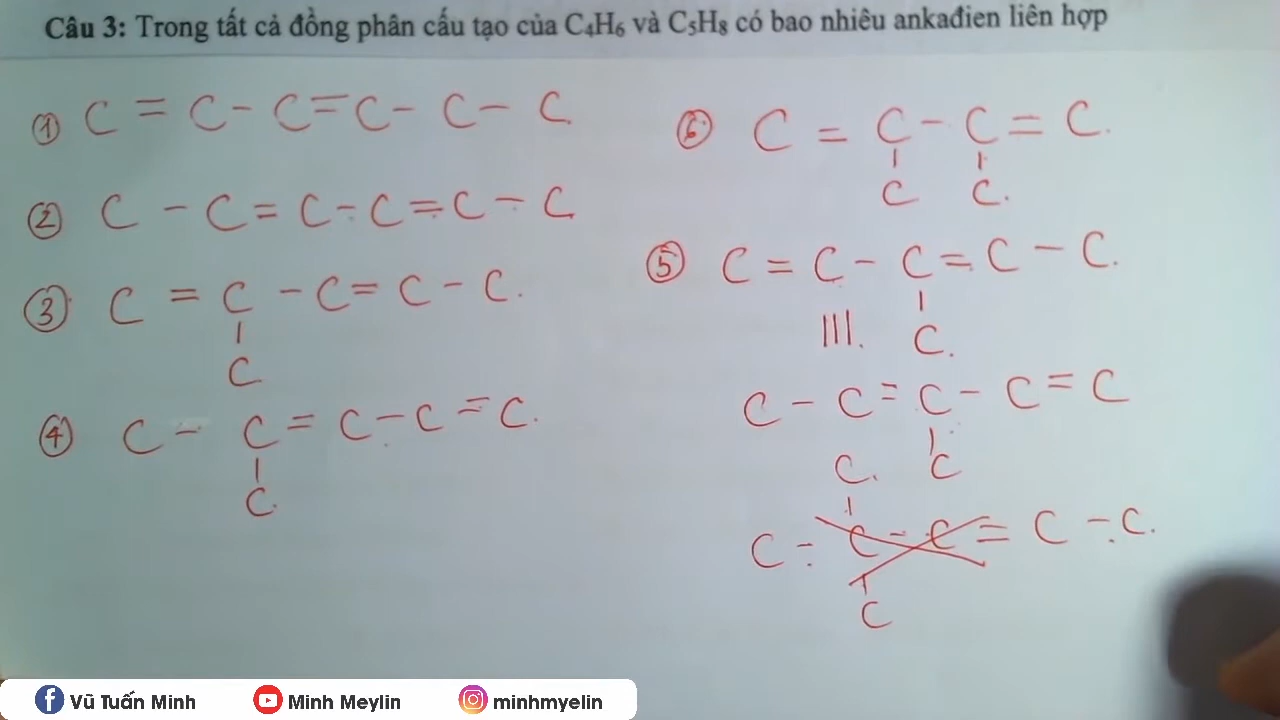 Câu 3: Trong tất cả đồng phân cấu tạo của C₄H₆ và C₅H₈ có bao nhiêu ankađien liên hợp
① C = C - C = C - C - C
② C - C = C - C = C - C
③ C = C - C = C - C.
C
④ C - C = C - C = C.
C.
⑥ C = C - C = C.
C C.
⑤ C = C - C = C - C.
III. C.
C - C = C - C = C
C. C
C - C - C = C - C.
C
Vũ Tuấn Minh
Minh Meylin
minhmyelin